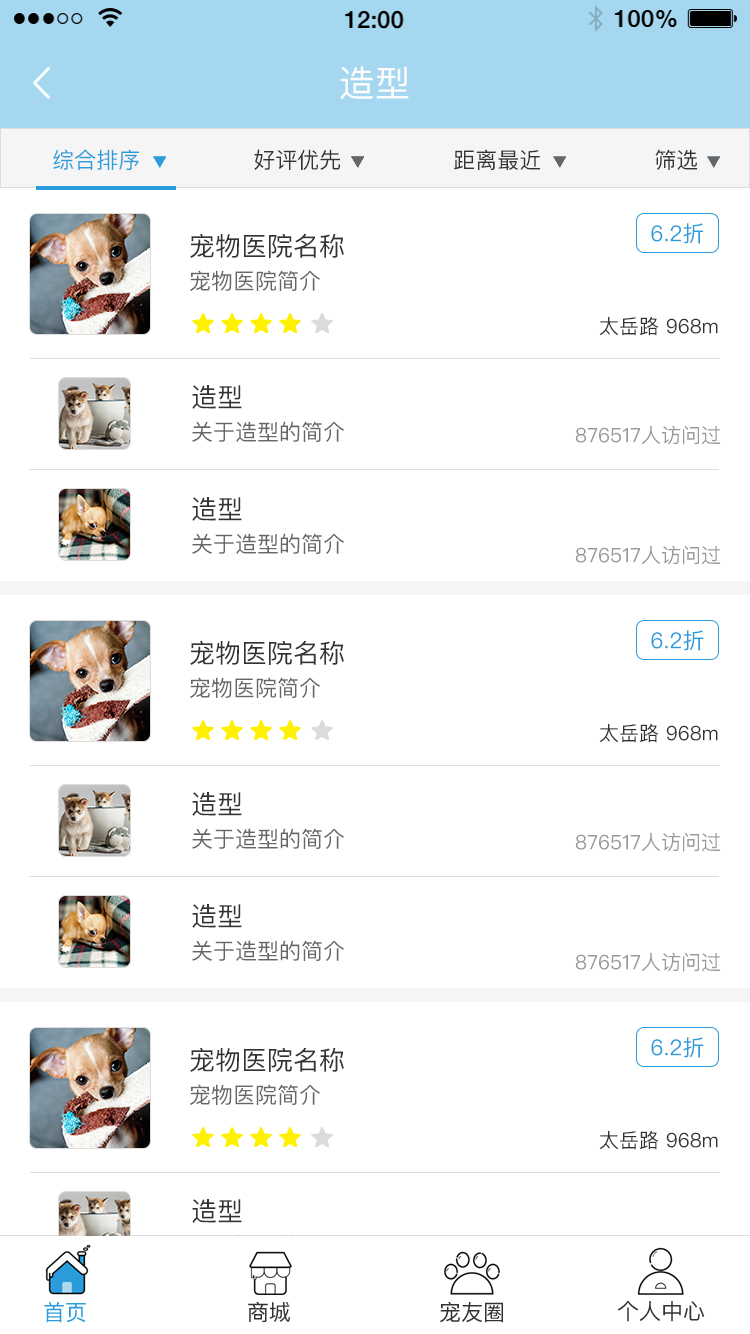 12:00
100%
造型
综合排序 好评优先 距离最近 筛选
宠物医院名称
6.2折
宠物医院简介
太岳路 968m
造型
关于造型的简介
876517人访问过
造型
关于造型的简介
876517人访问过
宠物医院名称
6.2折
宠物医院简介
太岳路 968m
造型
关于造型的简介
876517人访问过
造型
关于造型的简介
876517人访问过
宠物医院名称
6.2折
宠物医院简介
太岳路 968m
造型
首页 商城 宠友圈 个人中心